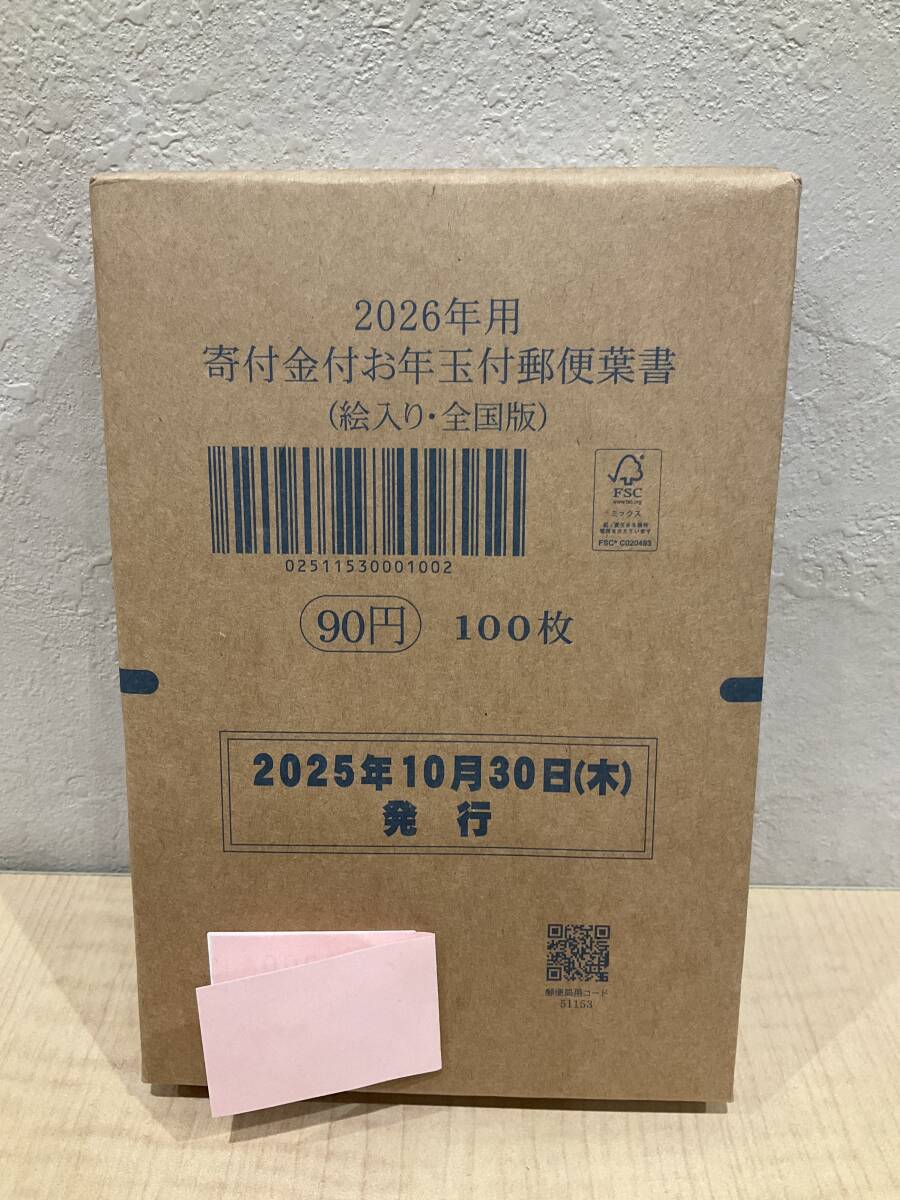 2026年用
寄付金付お年玉付郵便葉書
(絵入り・全国版)
02511530001002
FSC
www.fsc.org
ミックス
FSC® C020493
90円 100枚
2025年10月30日(木)
発行
郵便局用コード
51153